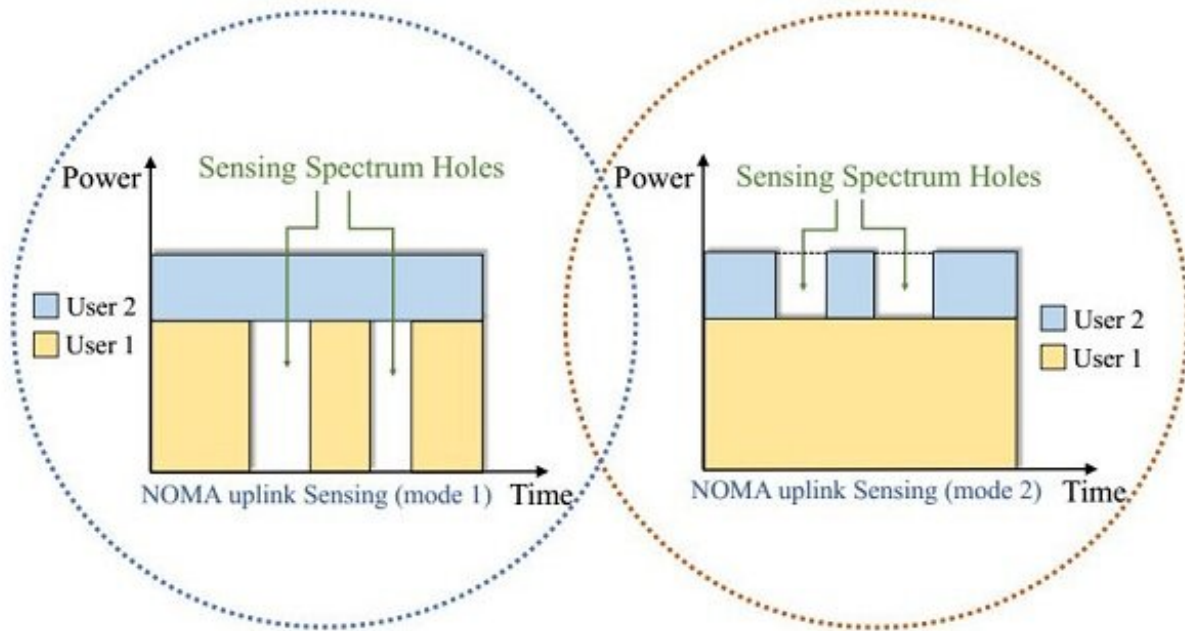 Power
Sensing Spectrum Holes
User 2
User 1
NOMA uplink Sensing (mode 1)
Time
Power
Sensing Spectrum Holes
User 2
User 1
NOMA uplink Sensing (mode 2)
Time